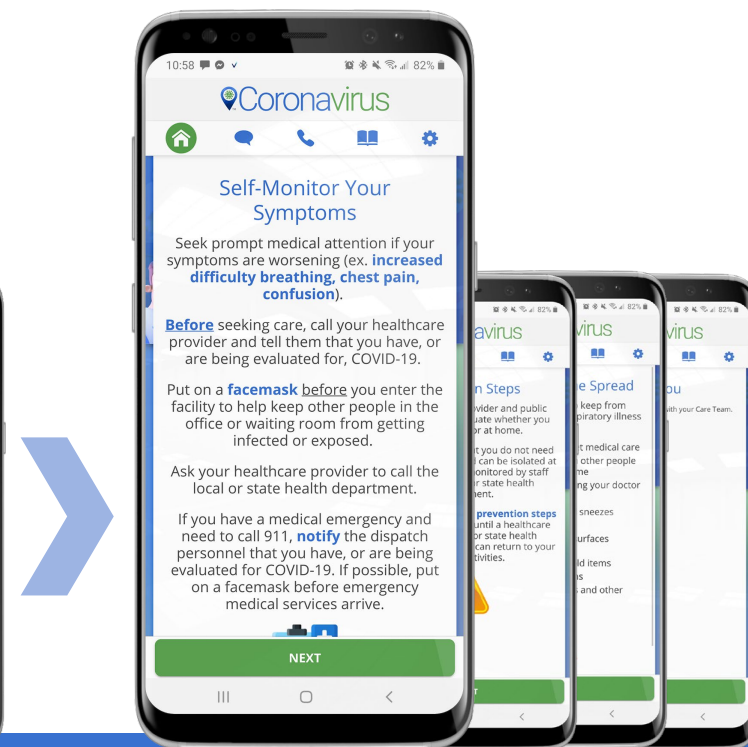 10:58
82%
Coronavirus
Self-Monitor Your
Symptoms
Seek prompt medical attention if your
symptoms are worsening (ex. increased
difficulty breathing, chest pain,
confusion).
Before seeking care, call your healthcare
provider and tell them that you have, or
are being evaluated for, COVID-19.
Put on a facemask before you enter the
facility to help keep other people in the
office or waiting room from getting
infected or exposed.
Ask your healthcare provider to call the
local or state health department.
If you have a medical emergency and
need to call 911, notify the dispatch
personnel that you have, or are being
evaluated for COVID-19. If possible, put
on a facemask before emergency
medical services arrive.
NEXT
82%
avirus
n Steps
vider and public
uate whether you
or at home.
t you do not need
l can be isolated at
onitored by staff
or state health
ment.
prevention steps
until a healthcare
or state health
can return to your
tivities.
T
82%
virus
e Spread
keep from
piratory illness
t medical care
other people
me
ng your doctor
sneezes
urfaces
ld items
ns
and other
82%
virus
ou
with your Care Team.